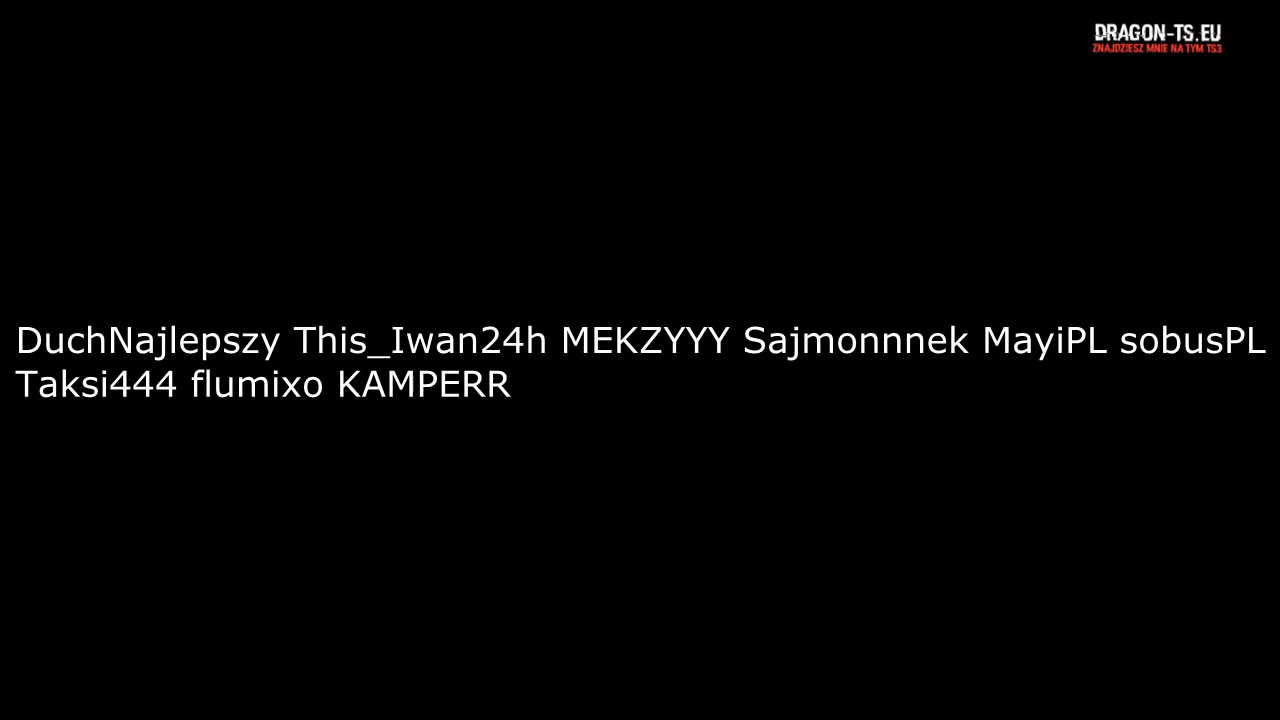 DRAGON-TS.EU
ZNAJDZIESZ MNIE NA TYM TS3
DuchNajlepszy This_Iwan24h MEKZYYY Sajmonnnek MayiPL sobusPL
Taksi444 flumixo KAMPERR